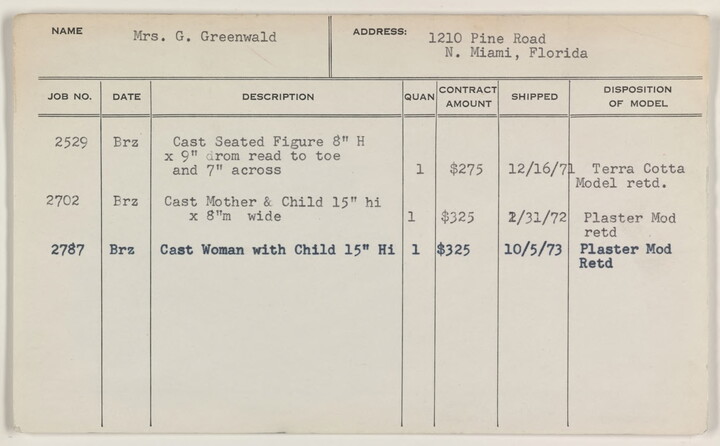 NAME Mrs. G. Greenwald ADDRESS: 1210 Pine Road
N. Miami, Florida
JOB NO. DATE DESCRIPTION QUAN CONTRACT AMOUNT SHIPPED DISPOSITION OF MODEL
2529 Brz Cast Seated Figure 8" H
x 9" drom read to toe
and 7" across 1 $275 12/16/71 Terra Cotta
Model retd.
2702 Brz Cast Mother & Child 15" hi
x 8"m wide 1 $325 /31/72 Plaster Mod
retd
2787 Brz Cast Woman with Child 15" Hi 1 $325 10/5/73 Plaster Mod
Retd